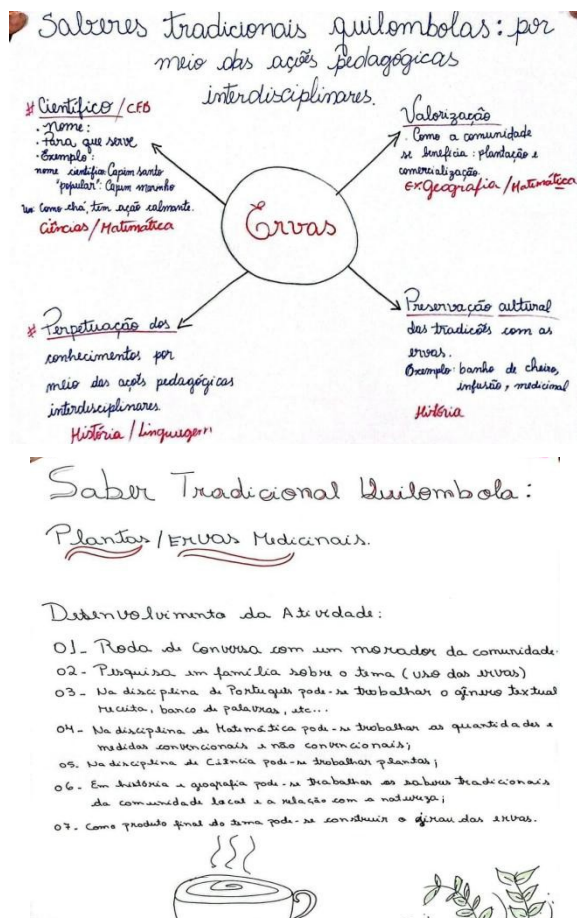 Saberes tradicionais quilombolas: por
meio das ações pedagógicas
interdisciplinares.
# Científico / CEB
. Nome:
. Para que serve
. Exemplo:
nome científico: Capim santo
"popular": Capim marinho
Um: Como chá, tem ação calmante.
Ciências / Matemática
Valorização
. Como a comunidade
se beneficia: plantação e
comercialização
Ex: Geografia / Matemática
Ervas
# Perpetuação dos
conhecimentos por
meio das ações pedagógicas
interdisciplinares.
História / Linguagem
Preservação cultural
das tradições com as
ervas.
Exemplo: banho de cheiro,
infusão, medicinal
História
Saber Tradicional Quilombola:
Plantas / Ervas Medicinais.
Desenvolvimento da Atividade:
01- Roda de Conversa com um morador da comunidade.
02- Pesquisa em família sobre o tema (uso das ervas)
03- Na disciplina de Português pode-se trabalhar o gênero textual
receita, banco de palavras, etc...
04- Na disciplina de Matemática pode-se trabalhar as quantidades e
medidas convencionais e não convencionais;
05. Na disciplina de Ciência pode-se trabalhar plantas;
06- Em história e geografia pode-se trabalhar os saberes tradicionais
da comunidade local e a relação com a natureza;
07. Como produto final do tema pode-se construir o girau das ervas.